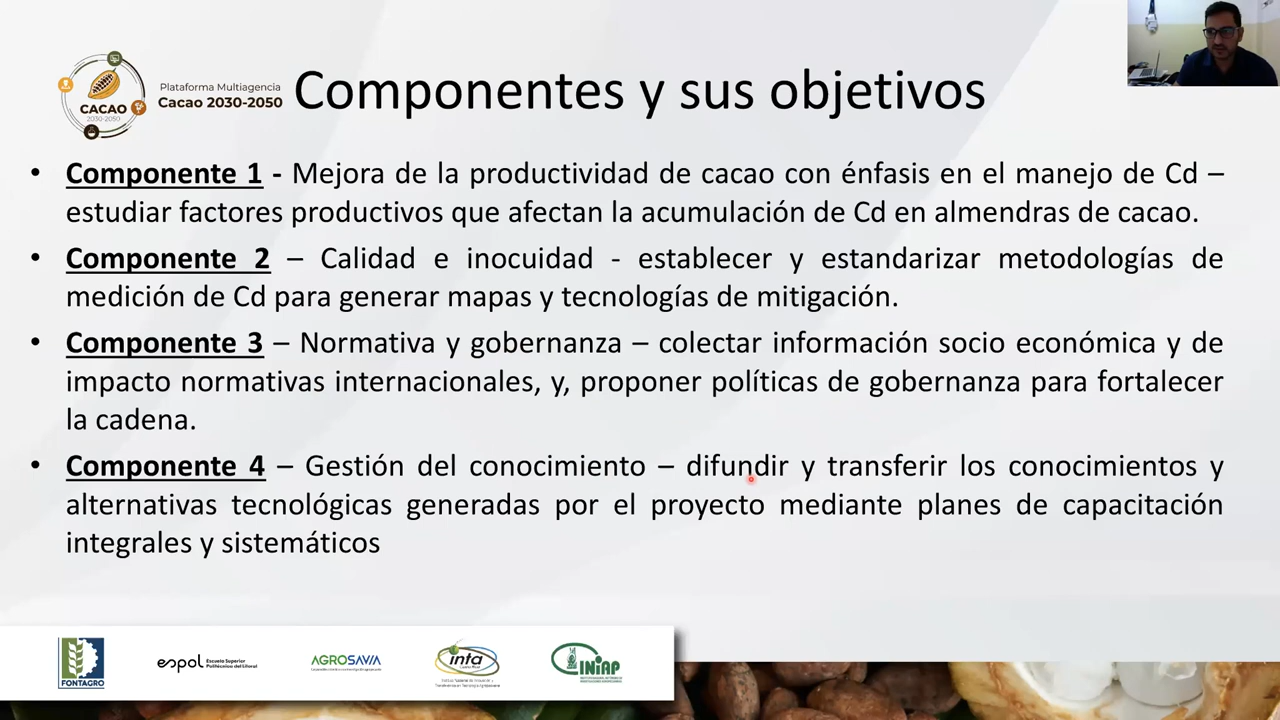 Componentes y sus objetivos
CACAO
2030-2050
Plataforma Multiagencia
Cacao 2030-2050
• Componente 1 - Mejora de la productividad de cacao con énfasis en el manejo de Cd –
estudiar factores productivos que afectan la acumulación de Cd en almendras de cacao.
• Componente 2 – Calidad e inocuidad - establecer y estandarizar metodologías de
medición de Cd para generar mapas y tecnologías de mitigación.
• Componente 3 – Normativa y gobernanza – colectar información socio económica y de
impacto normativas internacionales, y, proponer políticas de gobernanza para fortalecer
la cadena.
• Componente 4 – Gestión del conocimiento – difundir y transferir los conocimientos y
alternativas tecnológicas generadas por el proyecto mediante planes de capacitación
integrales y sistemáticos
FONTAGRO
espol Escuela Superior
Politécnica del Litoral
AGROSAVIA
inta
INIAP